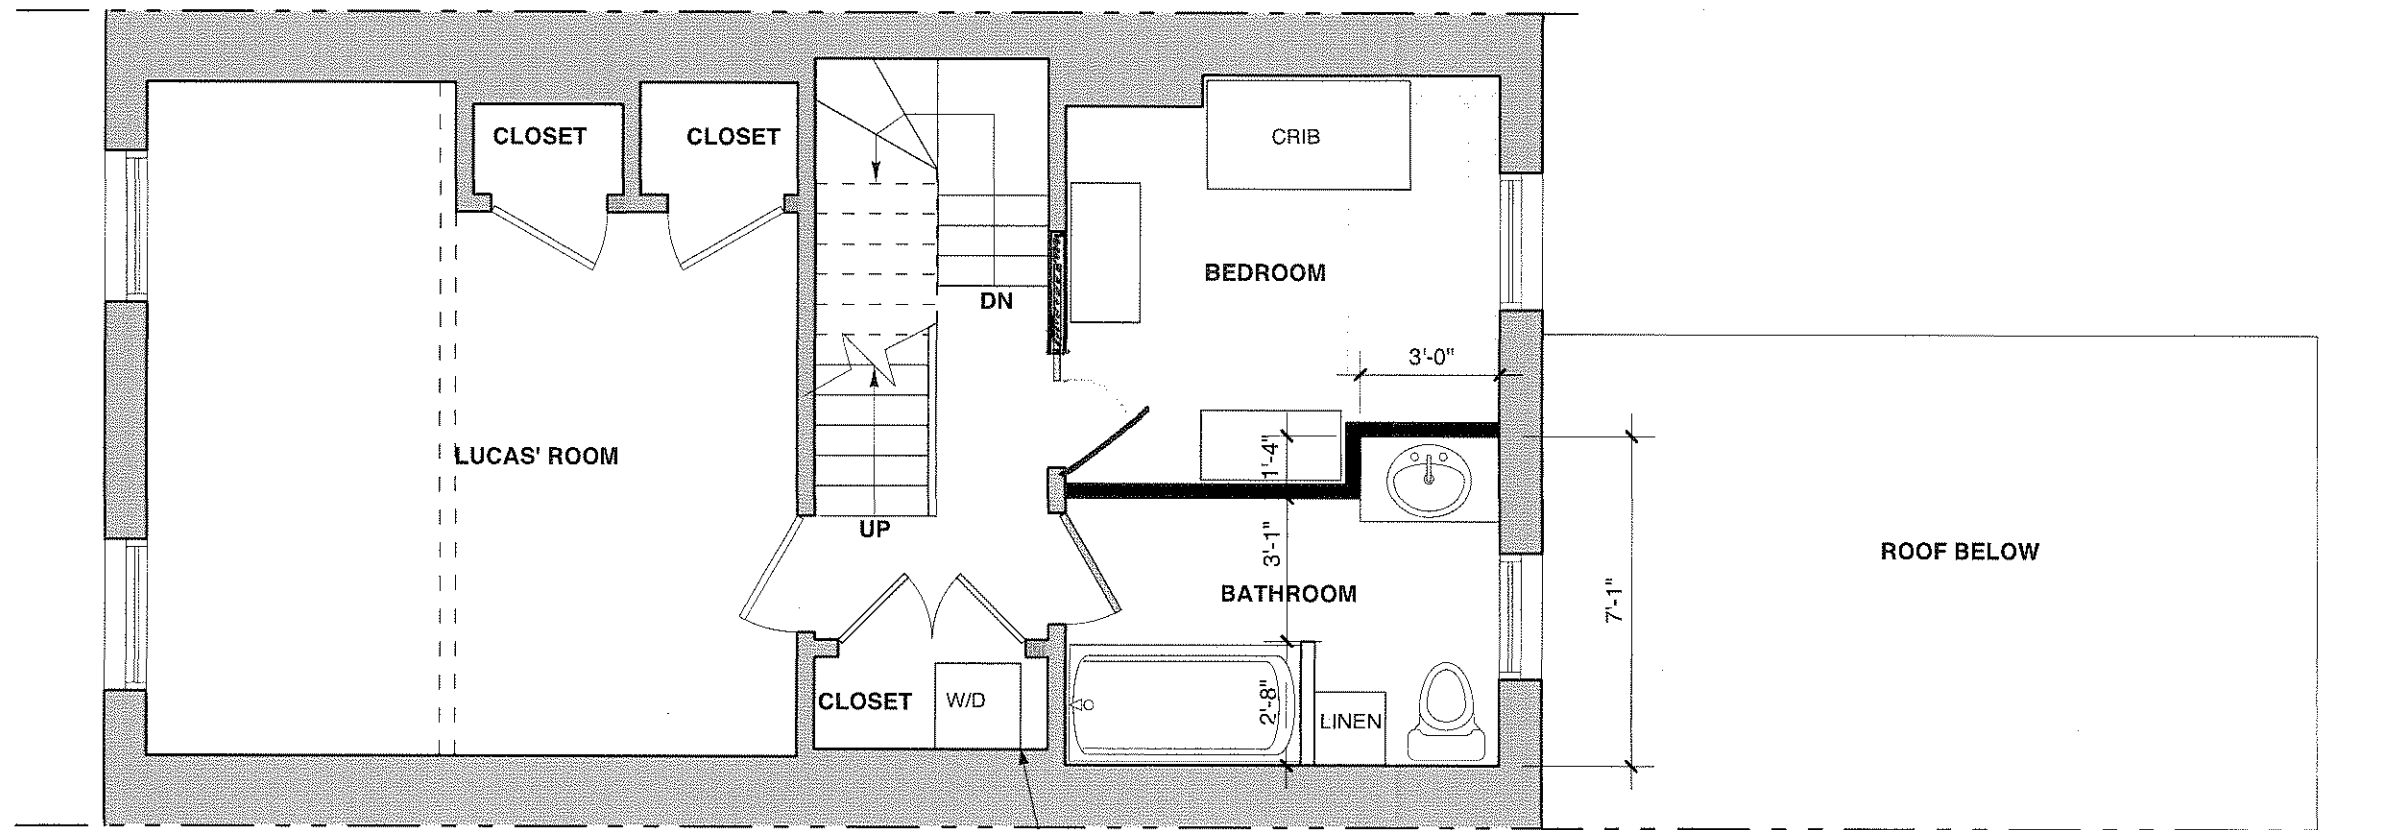 CLOSET
CLOSET
CRIB
BEDROOM
DN
3'-0"
LUCAS' ROOM
1'-4"
UP
3'-1"
ROOF BELOW
BATHROOM
7'-1"
CLOSET
W/D
2'-8"
LINEN